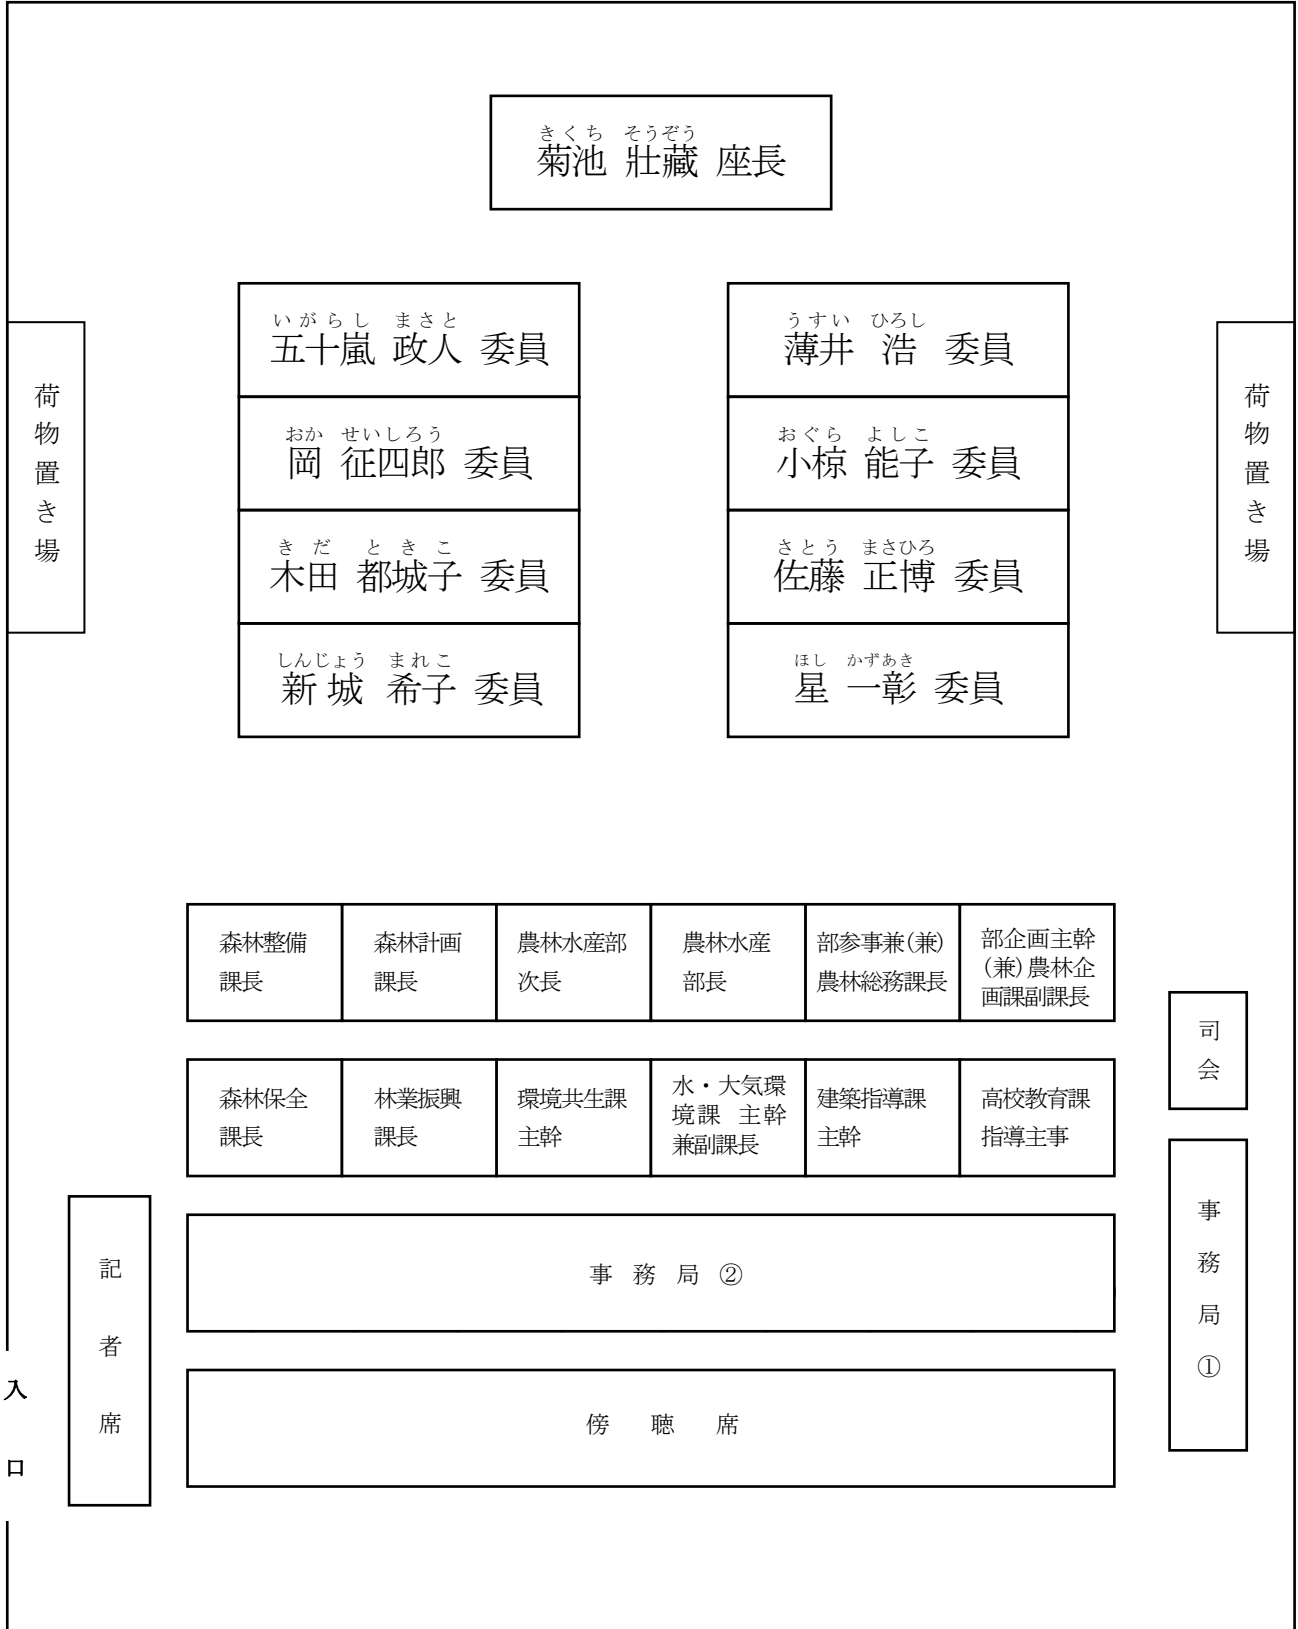 きくち そうぞう
菊池 壯藏 座長
いがらし まさと
五十嵐 政人 委員
おか せいしろう
岡 征四郎 委員
きだ ときこ
木田 都城子 委員
しんじょう まれこ
新城 希子 委員
うすい ひろし
薄井 浩 委員
おぐら よしこ
小椋 能子 委員
さとう まさひろ
佐藤 正博 委員
ほし かずあき
星 一彰 委員
荷物置き場
荷物置き場
森林整備
課長
森林計画
課長
農林水産部
次長
農林水産
部長
部参事兼(兼)
農林総務課長
部企画主幹
(兼)農林企
画課副課長
司会
森林保全
課長
林業振興
課長
環境共生課
主幹
水・大気環
境課 主幹
兼副課長
建築指導課
主幹
高校教育課
指導主事
事務局①
記者席
事務局②
傍聴席
入口